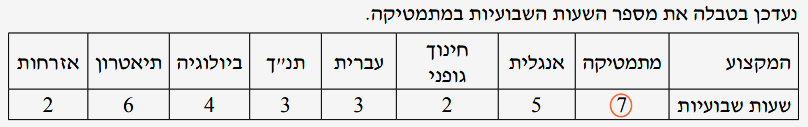 נעדכן בטבלה את מספר השעות השבועיות במתמטיקה.
המקצוע מתמטיקה אנגלית חינוך גופני עברית תנ"ך ביולוגיה תיאטרון אזרחות
שעות שבועיות 7 5 2 3 3 4 6 2